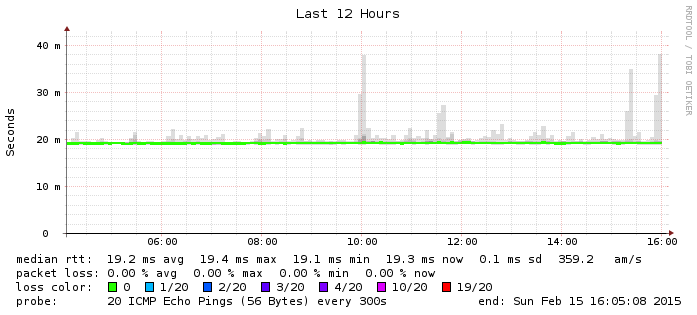 Last 12 Hours
RRDTOOL / TOBI OETIKER
Seconds
40 m
30 m
20 m
10 m
0
06:00 08:00 10:00 12:00 14:00 16:00
median rtt: 19.2 ms avg 19.4 ms max 19.1 ms min 19.3 ms now 0.1 ms sd 359.2 am/s
packet loss: 0.00 % avg 0.00 % max 0.00 % min 0.00 % now
loss color: 0 1/20 2/20 3/20 4/20 10/20 19/20
probe: 20 ICMP Echo Pings (56 Bytes) every 300s end: Sun Feb 15 16:05:08 2015